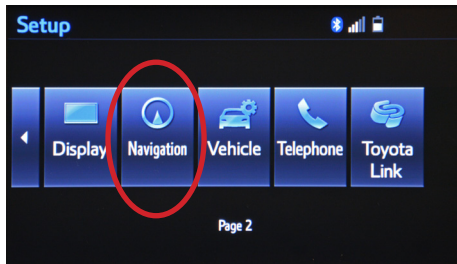 Setup
Display
Navigation
Vehicle
Telephone
Toyota
Link
Page 2